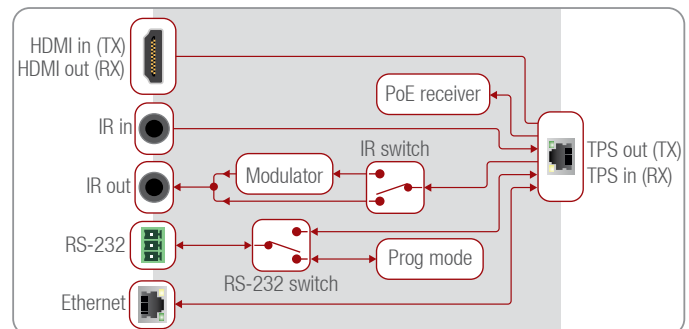 HDMI in (TX)
HDMI out (RX)
PoE receiver
IR in
IR switch
TPS out (TX)
TPS in (RX)
IR out
Modulator
RS-232
Prog mode
RS-232 switch
Ethernet